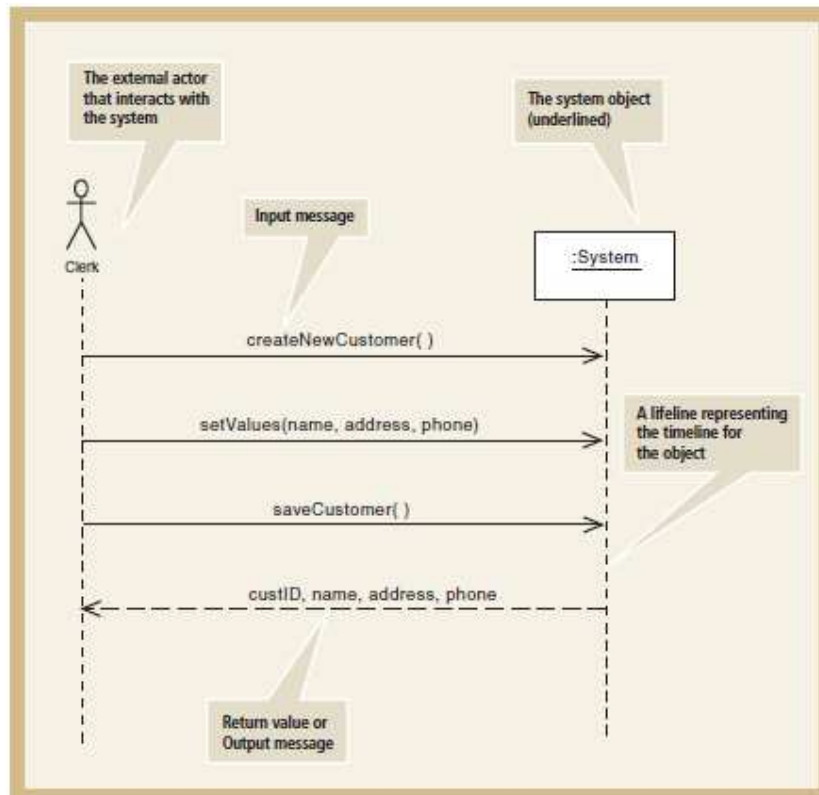 The external actor
that interacts with
the system
The system object
(underlined)
Input message
Clerk
:System
createNewCustomer( )
setValues(name, address, phone)
A lifeline representing
the timeline for
the object
saveCustomer( )
custID, name, address, phone
Return value or
Output message